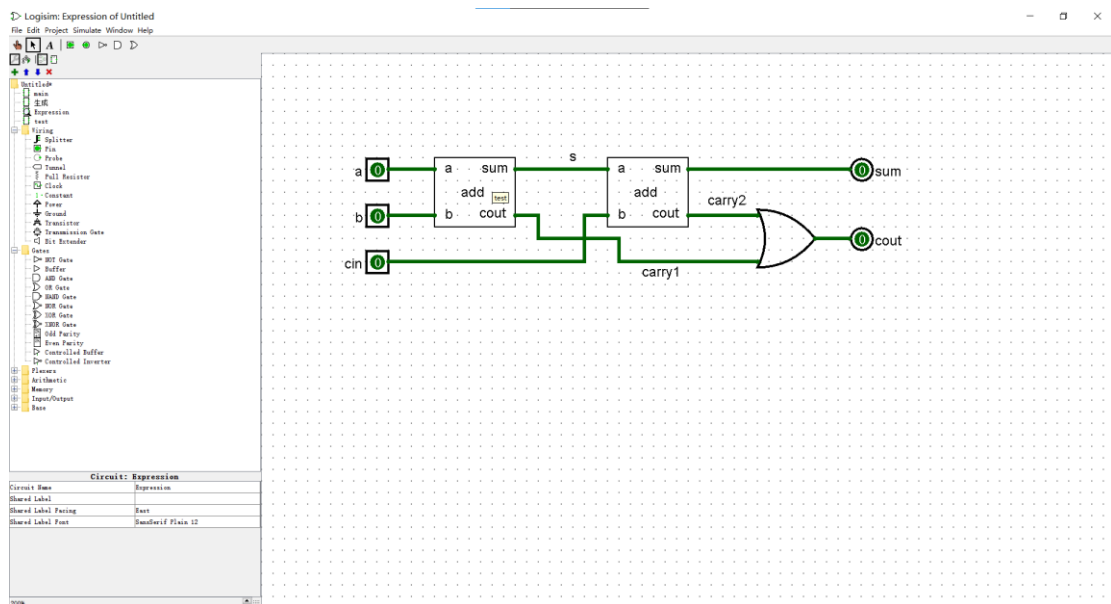 Logisim: Expression of Untitled
File Edit Project Simulate Window Help
A
Untitled*
main
生成
Expression
test
Wiring
Splitter
Pin
Probe
Tunnel
Pull Resistor
Clock
Constant
Power
Ground
Transistor
Transmission Gate
Bit Extender
Gates
NOT Gate
Buffer
AND Gate
OR Gate
NAND Gate
NOR Gate
XOR Gate
XNOR Gate
Odd Parity
Even Parity
Controlled Buffer
Controlled Inverter
Plexers
Arithmetic
Memory
Input/Output
Base
Circuit: Expression
Circuit Name Expression
Shared Label
Shared Label Facing East
Shared Label Font SansSerif Plain 12
200%
s
a 0 a sum a sum 0 sum
add test add carry2
b 0 b cout b cout 0 cout
cin 0
carry1